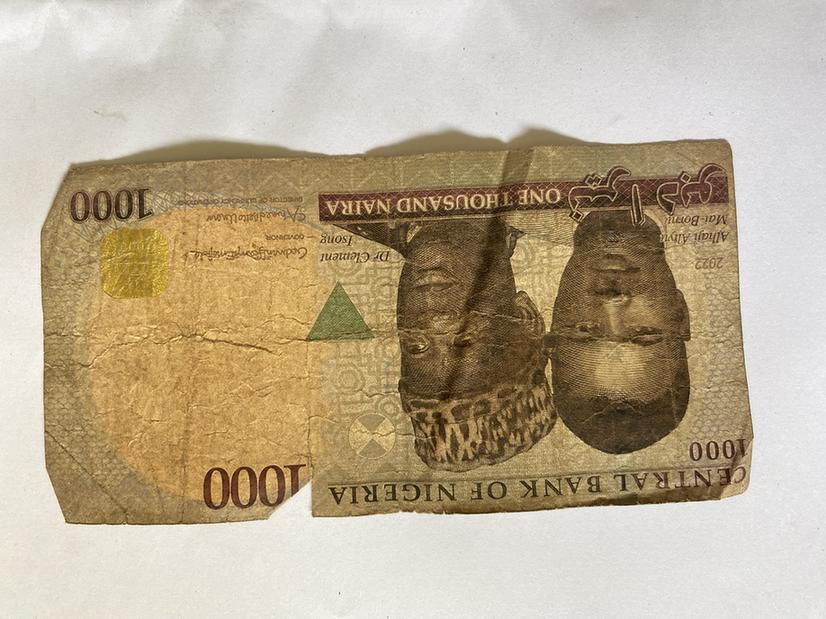 CENTRAL BANK OF NIGERIA
1000
1000
2022
Alhaji Aliyu
Mai-Bornu
Dr Clement
Isong
GOVERNOR
DIRECTOR OF CURRENCY OPERATIONS
ONE THOUSAND NAIRA
1000